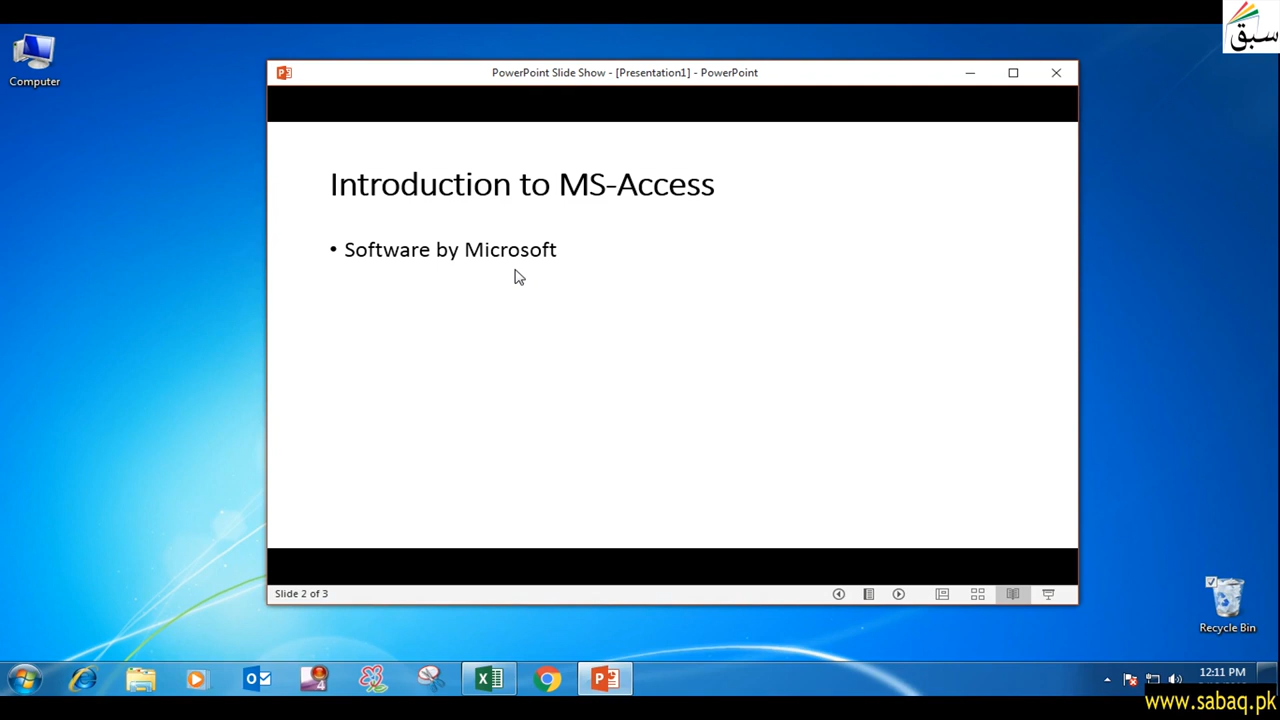 سبق
Computer
PowerPoint Slide Show - [Presentation1] - PowerPoint
Introduction to MS-Access
• Software by Microsoft
Slide 2 of 3
Recycle Bin
12:11 PM
www.sabaq.pk